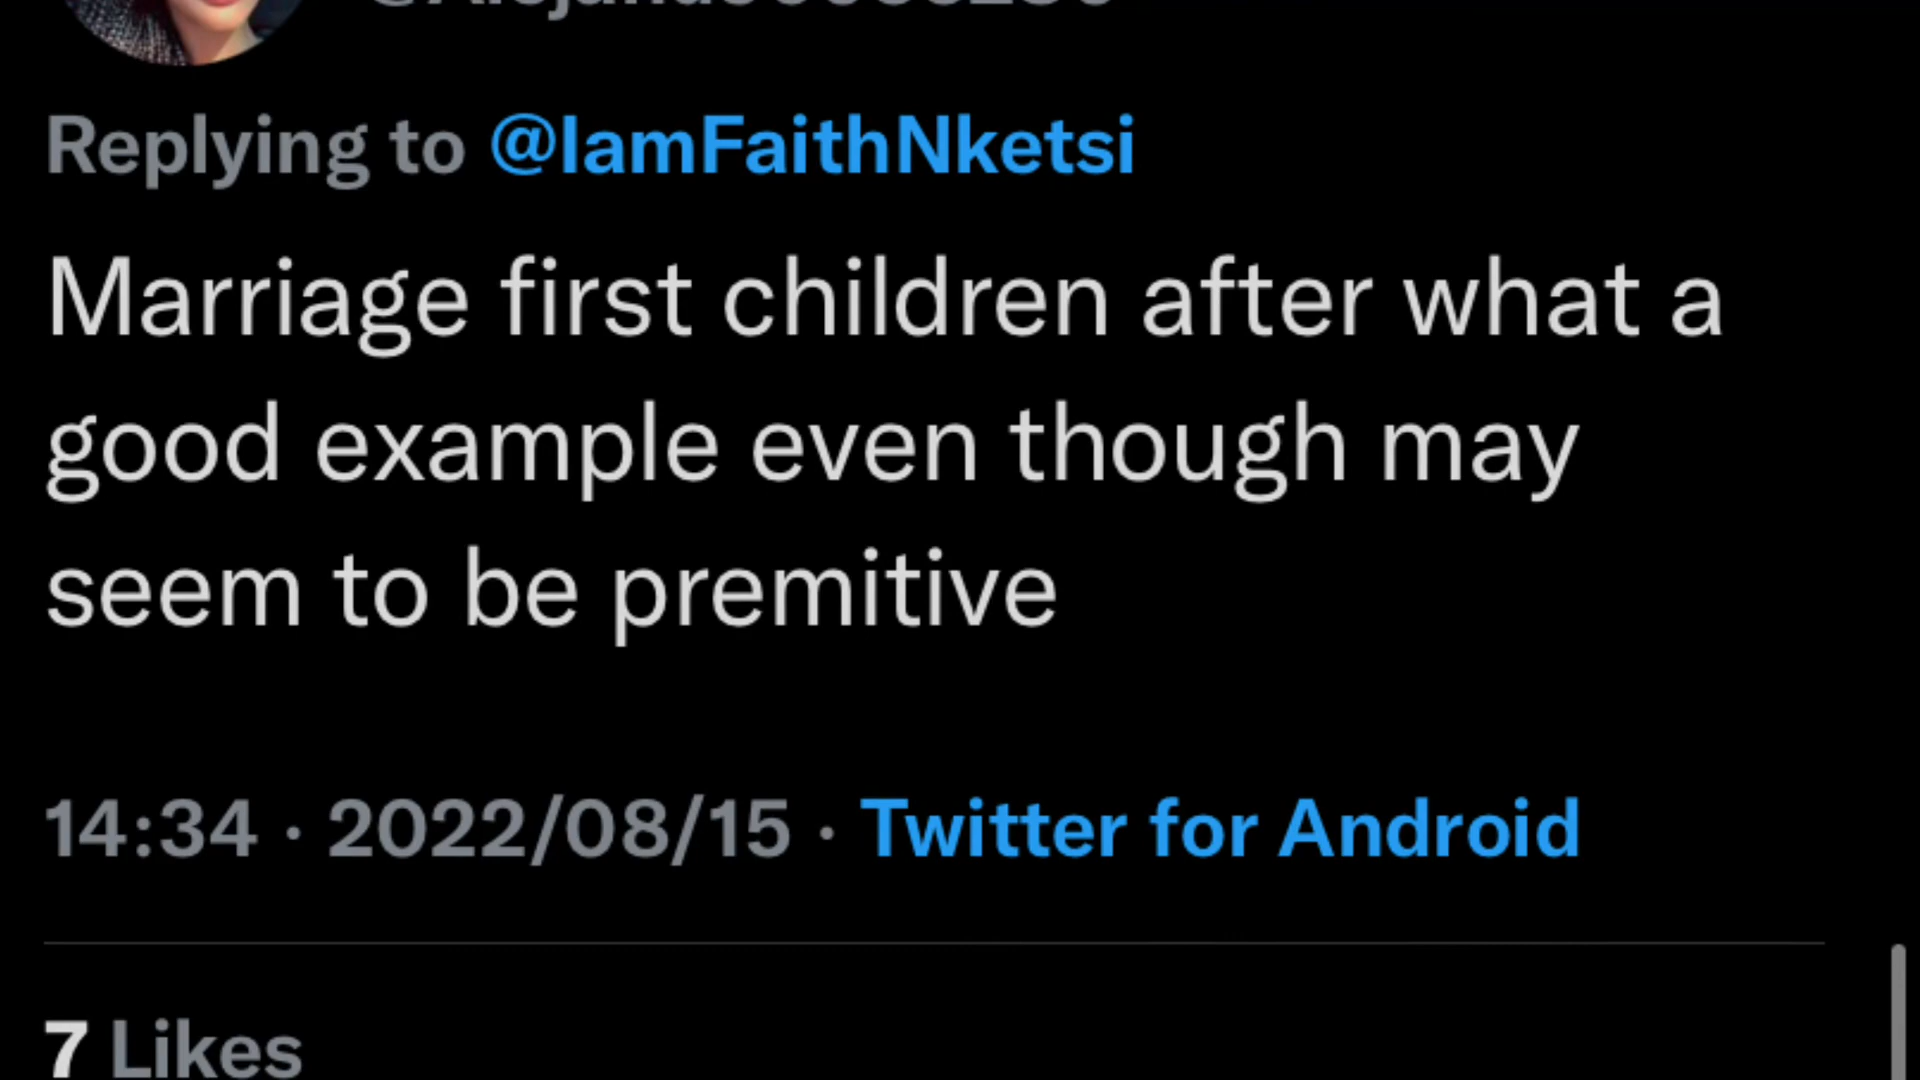 Replying to @IamFaithNketsi
Marriage first children after what a
good example even though may
seem to be premitive
14:34 · 2022/08/15 · Twitter for Android
7 Likes